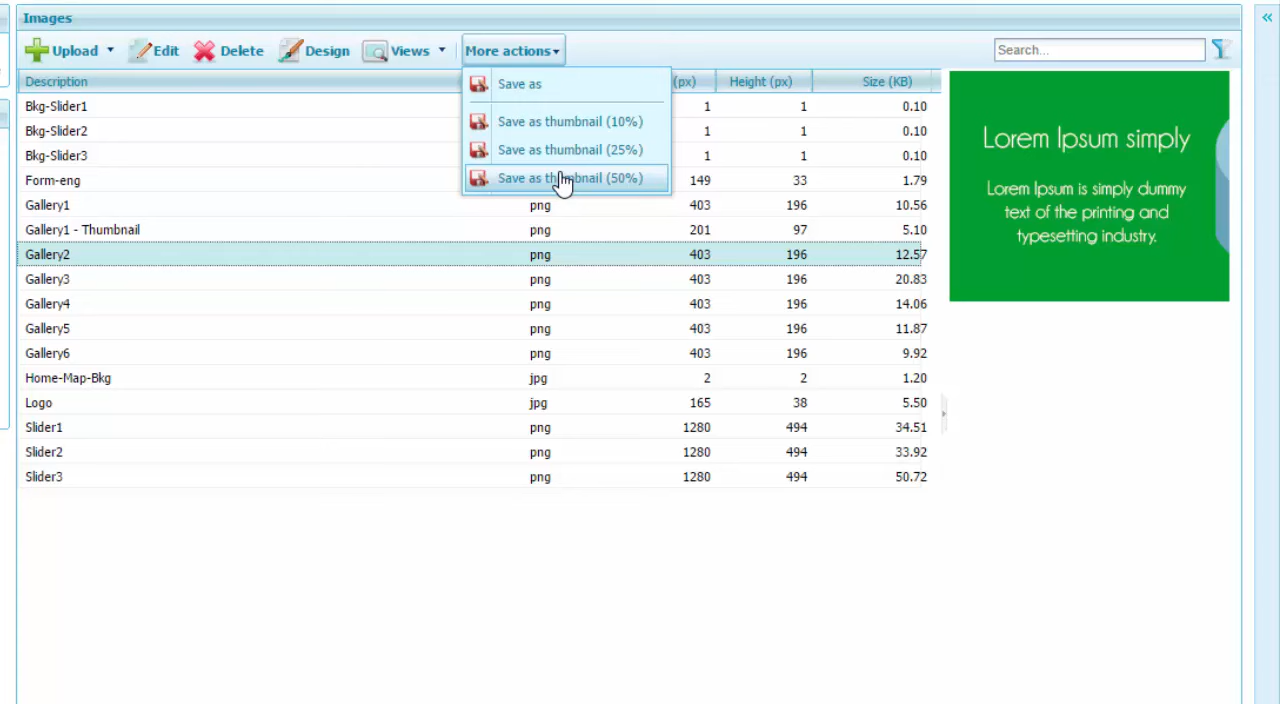 Images
Upload Edit Delete Design Views More actions Search...
Description (px) Height (px) Size (KB)
Save as
Save as thumbnail (10%)
Save as thumbnail (25%)
Save as thumbnail (50%)
Bkg-Slider1 1 1 0.10
Bkg-Slider2 1 1 0.10
Bkg-Slider3 1 1 0.10
Form-eng 149 33 1.79
Gallery1 png 403 196 10.56
Gallery1 - Thumbnail png 201 97 5.10
Gallery2 png 403 196 12.57
Gallery3 png 403 196 20.83
Gallery4 png 403 196 14.06
Gallery5 png 403 196 11.87
Gallery6 png 403 196 9.92
Home-Map-Bkg jpg 2 2 1.20
Logo jpg 165 38 5.50
Slider1 png 1280 494 34.51
Slider2 png 1280 494 33.92
Slider3 png 1280 494 50.72
Lorem Ipsum simply
Lorem Ipsum is simply dummy
text of the printing and
typesetting industry.